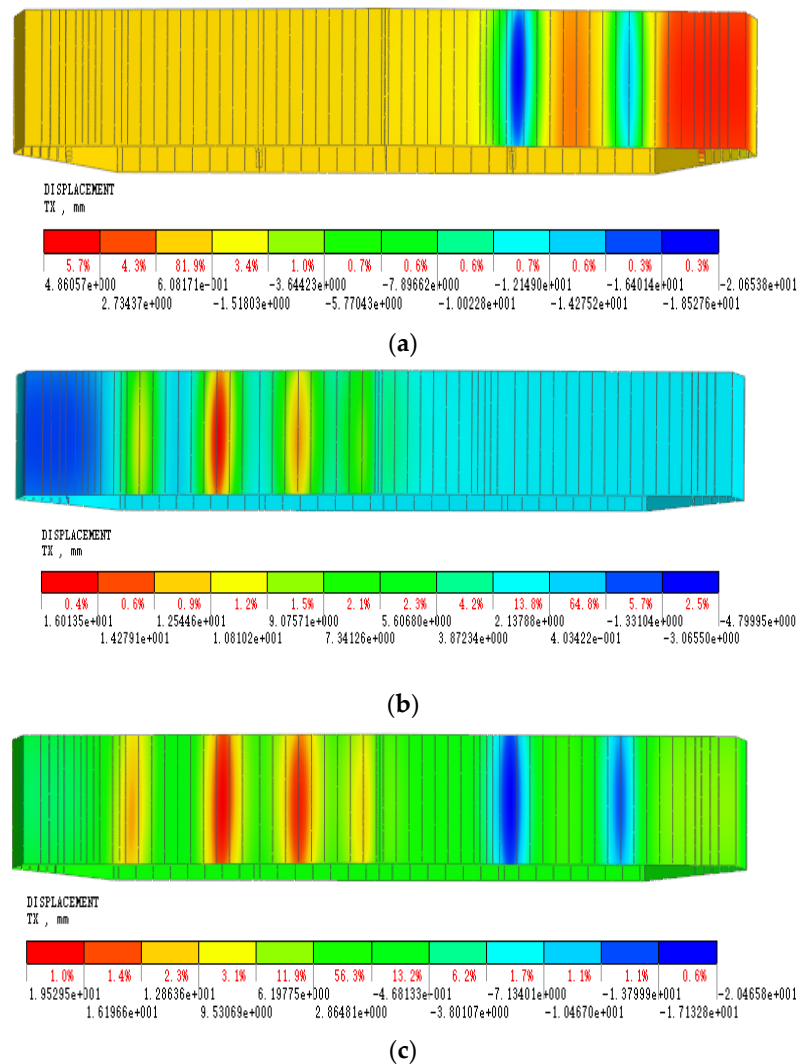 DISPLACEMENT
TX , mm
5.7% 4.3% 81.9% 3.4% 1.0% 0.7% 0.6% 0.6% 0.7% 0.6% 0.3% 0.3%
4.86057e+000 6.08171e-001 -3.64423e+000 -7.89662e+000 -1.21490e+001 -1.64014e+001 -2.06538e+001
2.73437e+000 -1.51803e+000 -5.77043e+000 -1.00228e+001 -1.42752e+001 -1.85276e+001
(a)
DISPLACEMENT
TX , mm
0.4% 0.6% 0.9% 1.2% 1.5% 2.1% 2.3% 4.2% 13.8% 64.8% 5.7% 2.5%
1.60135e+001 1.25446e+001 9.07571e+000 5.60680e+000 2.13788e+000 -1.33104e+000 -4.79995e+000
1.42791e+001 1.08102e+001 7.34126e+000 3.87234e+000 4.03422e-001 -3.06550e+000
(b)
DISPLACEMENT
TX , mm
1.0% 1.4% 2.3% 3.1% 11.9% 56.3% 13.2% 6.2% 1.7% 1.1% 1.1% 0.6%
1.95295e+001 1.28636e+001 6.19775e+000 -4.68133e-001 -7.13401e+000 -1.37999e+001 -2.04658e+001
1.61966e+001 9.53069e+000 2.86481e+000 -3.80107e+000 -1.04670e+001 -1.71328e+001
(c)